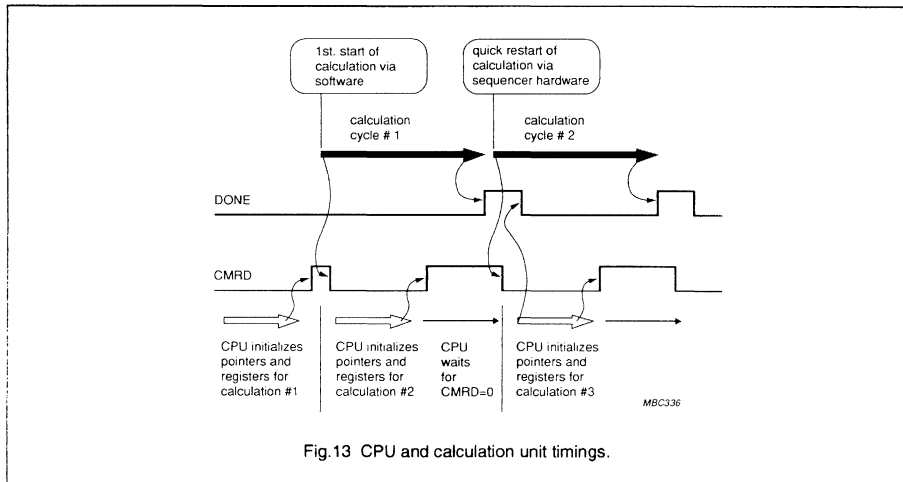 1st. start of
calculation via
software
quick restart of
calculation via
sequencer hardware
calculation
cycle # 1
calculation
cycle # 2
DONE
CMRD
CPU initializes
pointers and
registers for
calculation #1
CPU initializes
pointers and
registers for
calculation #2
CPU
waits
for
CMRD=0
CPU initializes
pointers and
registers for
calculation #3
MBC336
Fig.13 CPU and calculation unit timings.